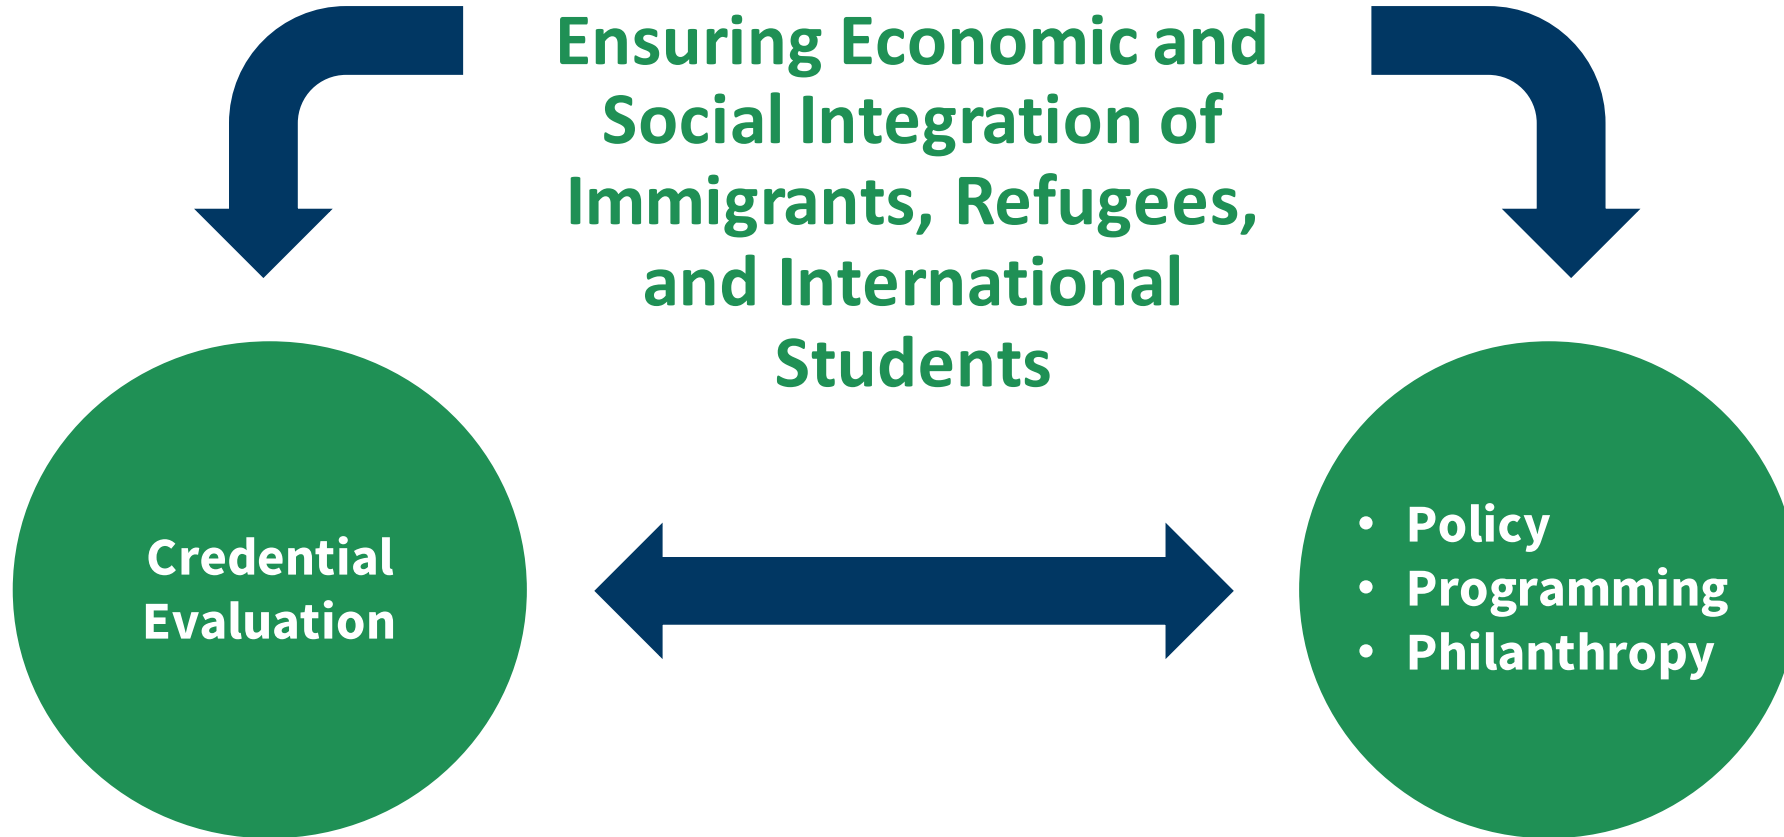 Ensuring Economic and
Social Integration of
Immigrants, Refugees,
and International
Students
Credential
Evaluation
• Policy
• Programming
• Philanthropy